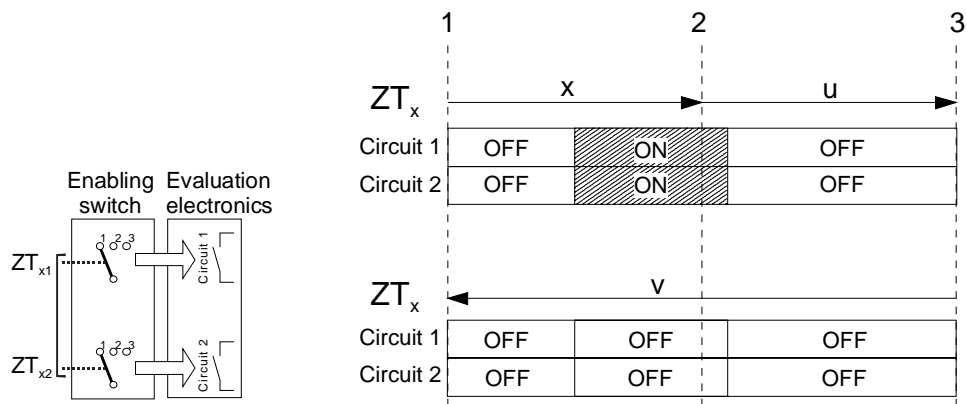 1 2 3
x u
ZTx
Circuit 1 OFF ON OFF
Circuit 2 OFF ON OFF
v
ZTx
Circuit 1 OFF OFF OFF
Circuit 2 OFF OFF OFF
Enabling switch
Evaluation electronics
1 2 3
ZTx1
Circuit 1
1 2 3
ZTx2
Circuit 2